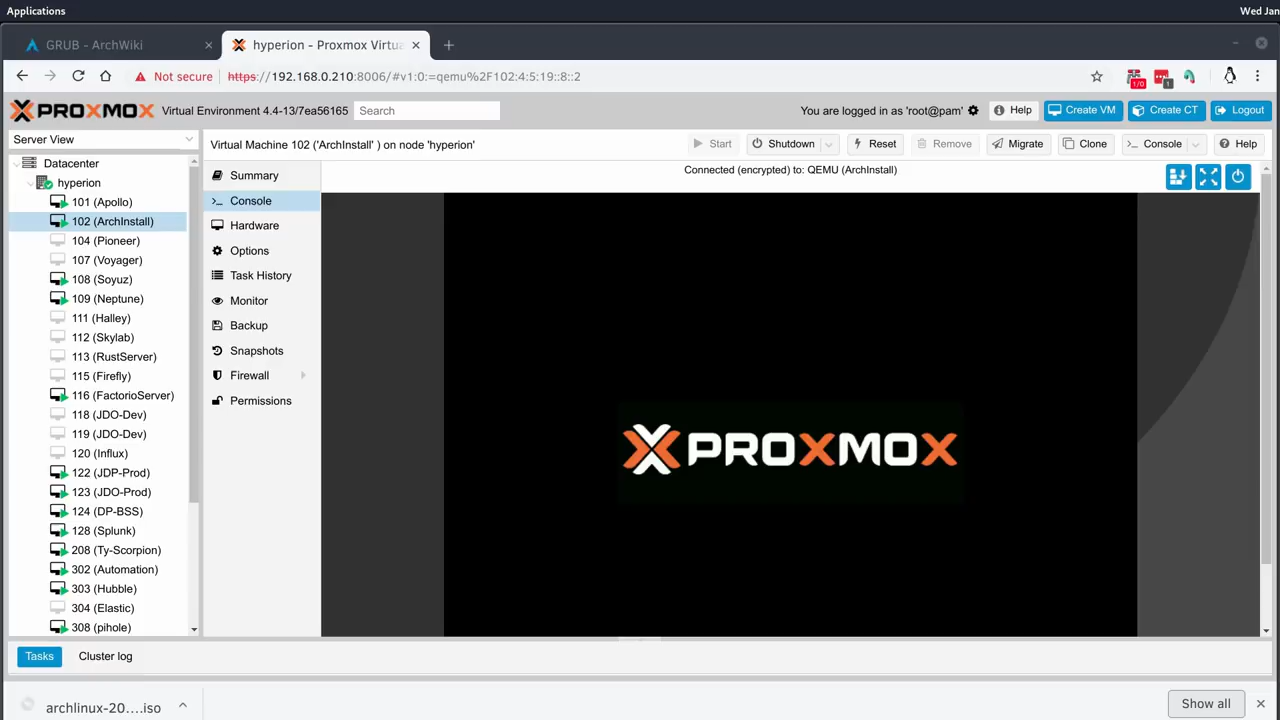 Applications
Wed Jan
GRUB - ArchWiki
hyperion - Proxmox Virtua
Not secure
https://192.168.0.210:8006/#v1:0:=qemu%2F102:4:5:19::8::2
1/0
1
PROXMOX
Virtual Environment 4.4-13/7ea56165
Search
You are logged in as 'root@pam'
Help
Create VM
Create CT
Logout
Server View
Virtual Machine 102 ('ArchInstall' ) on node 'hyperion'
Start
Shutdown
Reset
Remove
Migrate
Clone
Console
Help
Datacenter
hyperion
101 (Apollo)
102 (ArchInstall)
104 (Pioneer)
107 (Voyager)
108 (Soyuz)
109 (Neptune)
111 (Halley)
112 (Skylab)
113 (RustServer)
115 (Firefly)
116 (FactorioServer)
118 (JDO-Dev)
119 (JDO-Dev)
120 (Influx)
122 (JDP-Prod)
123 (JDO-Prod)
124 (DP-BSS)
128 (Splunk)
208 (Ty-Scorpion)
302 (Automation)
303 (Hubble)
304 (Elastic)
308 (pihole)
Summary
Console
Hardware
Options
Task History
Monitor
Backup
Snapshots
Firewall
Permissions
Connected (encrypted) to: QEMU (ArchInstall)
PROXMOX
Tasks
Cluster log
archlinux-20....iso
Show all